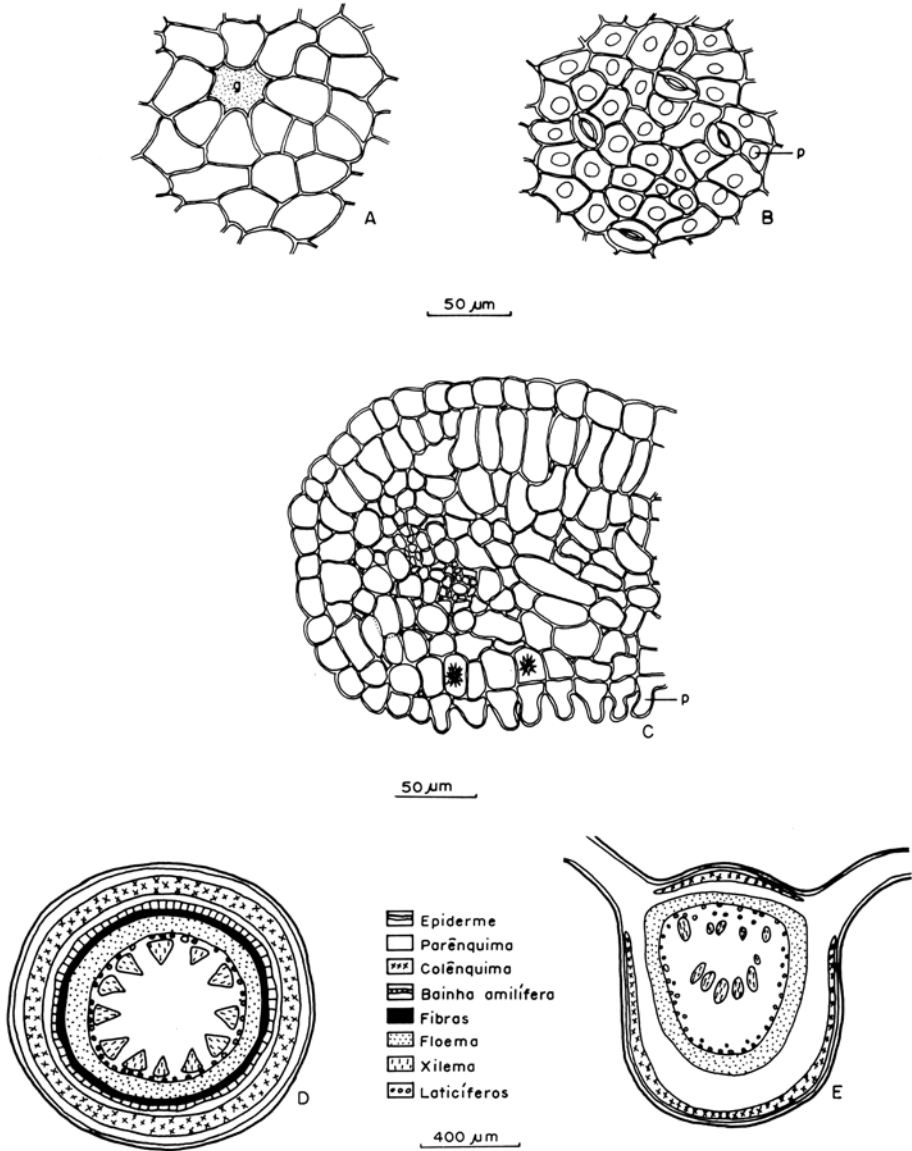 g
A
p
B
50 µm
p
C
50 µm
Epiderme
Parênquima
Colênquima
Bainha amilífera
Fibras
Floema
Xilema
Laticíferos
D
E
400 µm